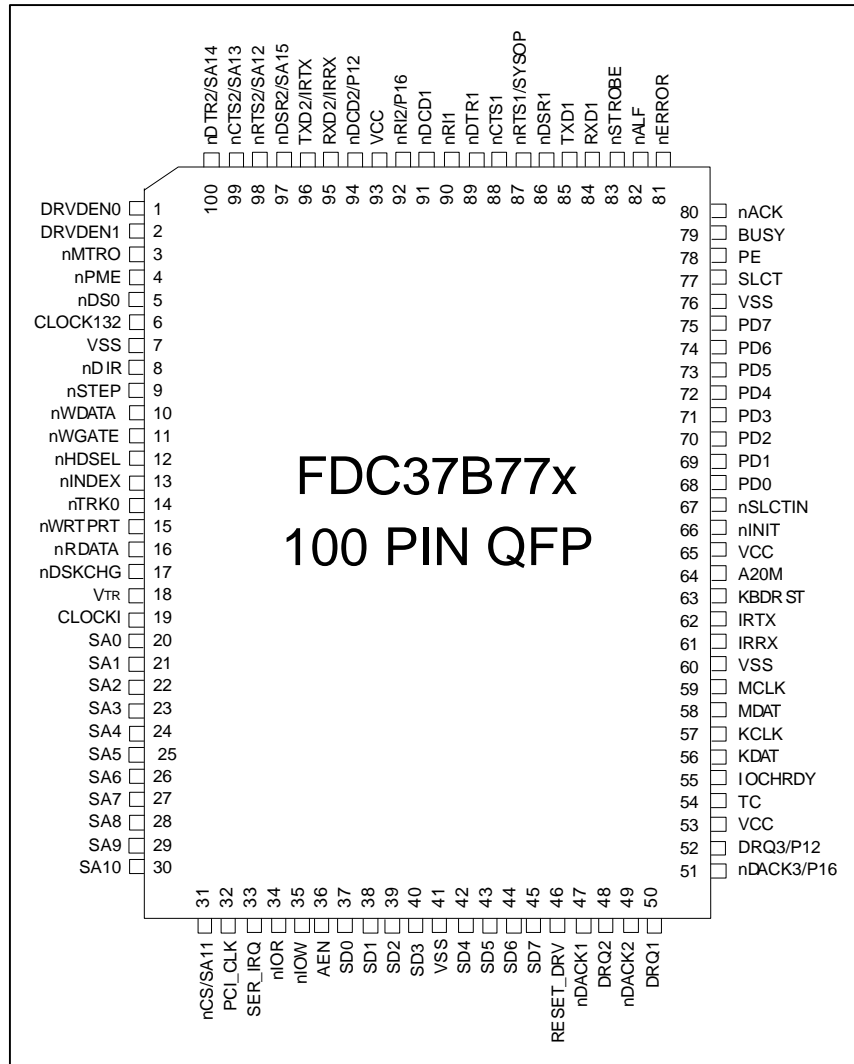 nDTR2/SA14
nCTS2/SA13
nRTS2/SA12
nDSR2/SA15
TXD2/IRTX
RXD2/IRRX
nDCD2/P12
VCC
nRI2/P16
nDCD1
nRI1
nDTR1
nCTS1
nRTS1/SYSOP
nDSR1
TXD1
RXD1
nSTROBE
nALF
nERROR
100
99
98
97
96
95
94
93
92
91
90
89
88
87
86
85
84
83
82
81
DRVDEN0 1
DRVDEN1 2
nMTRO 3
nPME 4
nDS0 5
CLOCK132 6
VSS 7
nDIR 8
nSTEP 9
nWDATA 10
nWGATE 11
nHDSEL 12
nINDEX 13
nTRK0 14
nWRTPRT 15
nRDATA 16
nDSKCHG 17
VTR 18
CLOCKI 19
SA0 20
SA1 21
SA2 22
SA3 23
SA4 24
SA5 25
SA6 26
SA7 27
SA8 28
SA9 29
SA10 30
FDC37B77x
100 PIN QFP
80 nACK
79 BUSY
78 PE
77 SLCT
76 VSS
75 PD7
74 PD6
73 PD5
72 PD4
71 PD3
70 PD2
69 PD1
68 PD0
67 nSLCTIN
66 nINIT
65 VCC
64 A20M
63 KBDRST
62 IRTX
61 IRRX
60 VSS
59 MCLK
58 MDAT
57 KCLK
56 KDAT
55 IOCHRDY
54 TC
53 VCC
52 DRQ3/P12
51 nDACK3/P16
31
32
33
34
35
36
37
38
39
40
41
42
43
44
45
46
47
48
49
50
nCS/SA11
PCI_CLK
SER_IRQ
nIOR
nIOW
AEN
SD0
SD1
SD2
SD3
VSS
SD4
SD5
SD6
SD7
RESET_DRV
nDACK1
DRQ2
nDACK2
DRQ1